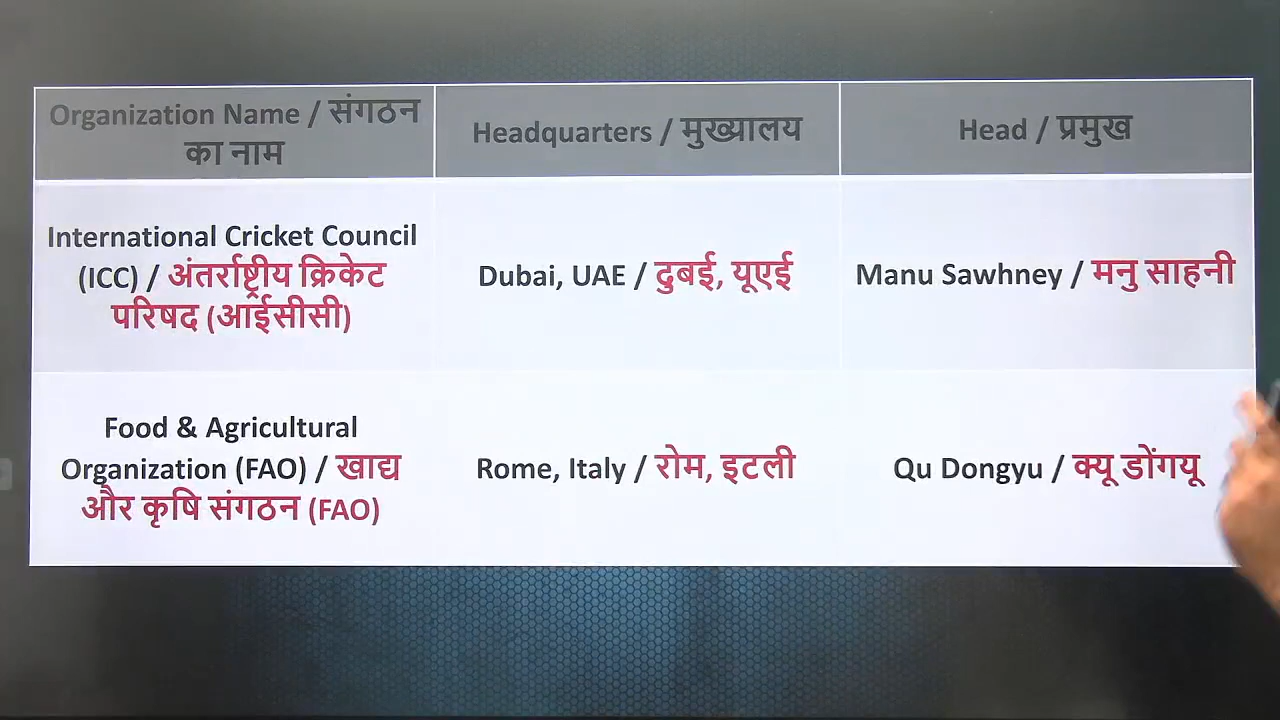 Organization Name / संगठन
का नाम
Headquarters / मुख्यालय
Head / प्रमुख
International Cricket Council
(ICC) / अंतर्राष्ट्रीय क्रिकेट
परिषद (आईसीसी)
Dubai, UAE / दुबई, यूएई
Manu Sawhney / मनु साहनी
Food & Agricultural
Organization (FAO) / खाद्य
और कृषि संगठन (FAO)
Rome, Italy / रोम, इटली
Qu Dongyu / क्यू डोंगयू